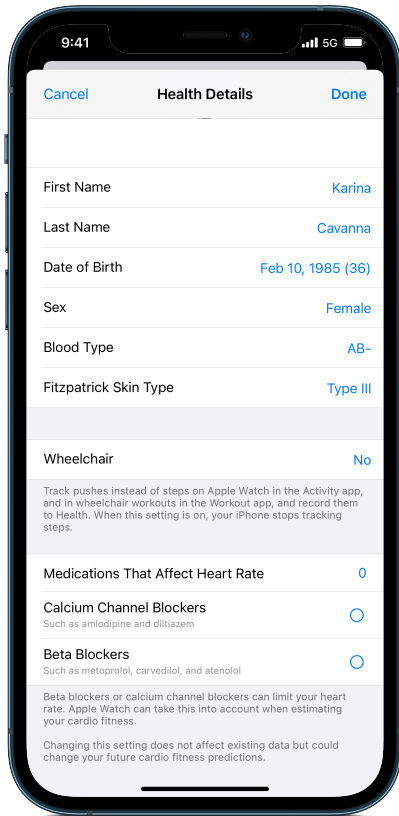 9:41 5G
Cancel Health Details Done
First Name Karina
Last Name Cavanna
Date of Birth Feb 10, 1985 (36)
Sex Female
Blood Type AB-
Fitzpatrick Skin Type Type III
Wheelchair No
Track pushes instead of steps on Apple Watch in the Activity app,
and in wheelchair workouts in the Workout app, and record them
to Health. When this setting is on, your iPhone stops tracking
steps.
Medications That Affect Heart Rate 0
Calcium Channel Blockers
Such as amlodipine and diltiazem
Beta Blockers
Such as metoprolol, carvedilol, and atenolol
Beta blockers or calcium channel blockers can limit your heart
rate. Apple Watch can take this into account when estimating
your cardio fitness.
Changing this setting does not affect existing data but could
change your future cardio fitness predictions.